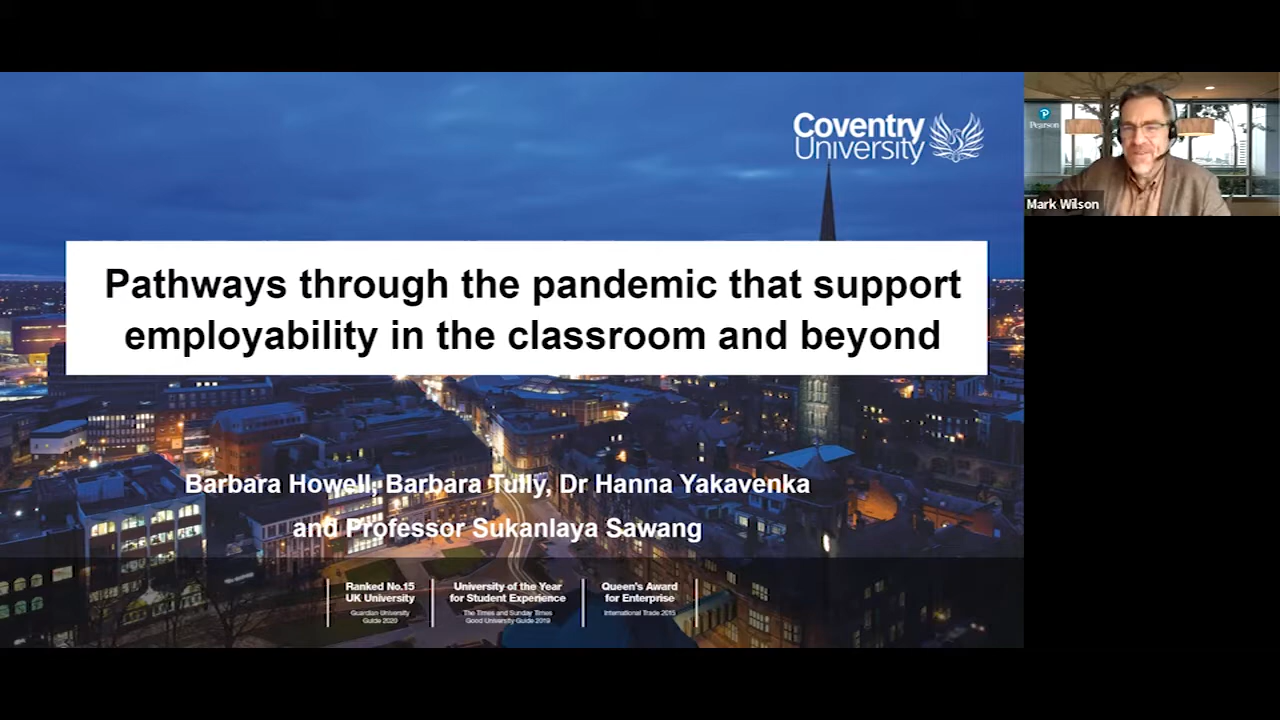 Coventry
University
Pearson
Mark Wilson
Pathways through the pandemic that support
employability in the classroom and beyond
Barbara Howell, Barbara Tully, Dr Hanna Yakavenka
and Professor Sukanlaya Sawang
Ranked No.15
UK University
Guardian University
Guide 2020
University of the Year
for Student Experience
The Times and Sunday Times
Good University Guide 2019
Queen's Award
for Enterprise
International Trade 2015